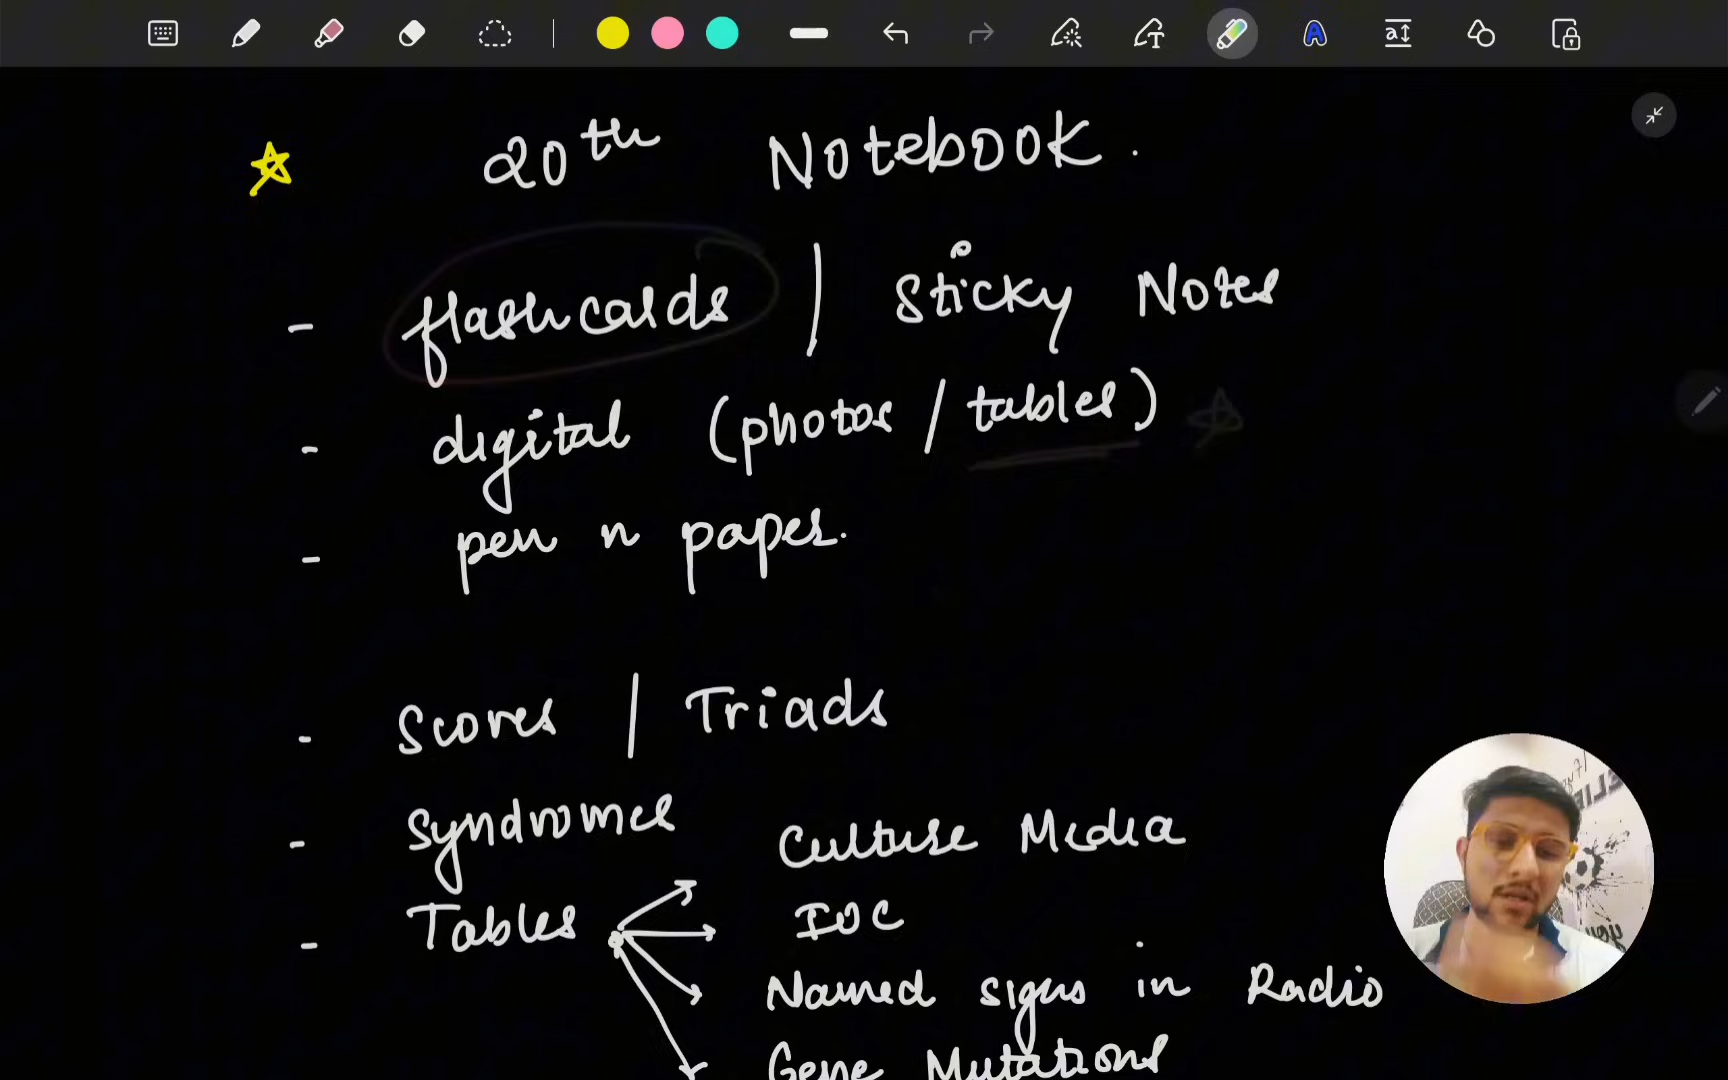 20th Notebook.
- flashcards | Sticky Notes
- digital (photos / tables)
- pen n paper.
- Scores | Triads
- Syndromes
Culture Media
- Tables
IOC
Named signs in Radio
Gene Mutations